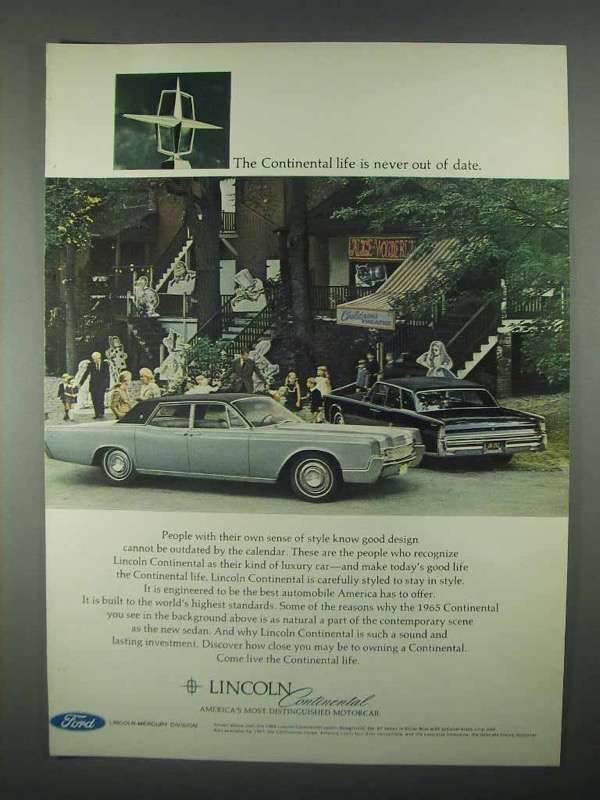 The Continental life is never out of date.
ALICE IN WONDERLAND
Children's
THEATRE
People with their own sense of style know good design
cannot be outdated by the calendar. These are the people who recognize
Lincoln Continental as their kind of luxury car—and make today's good life
the Continental life. Lincoln Continental is carefully styled to stay in style.
It is engineered to be the best automobile America has to offer.
It is built to the world's highest standards. Some of the reasons why the 1965 Continental
you see in the background above is as natural a part of the contemporary scene
as the new sedan. And why Lincoln Continental is such a sound and
lasting investment. Discover how close you may be to owning a Continental.
Come live the Continental life.
LINCOLN
Continental
AMERICA'S MOST DISTINGUISHED MOTORCAR
Ford
LINCOLN-MERCURY DIVISION